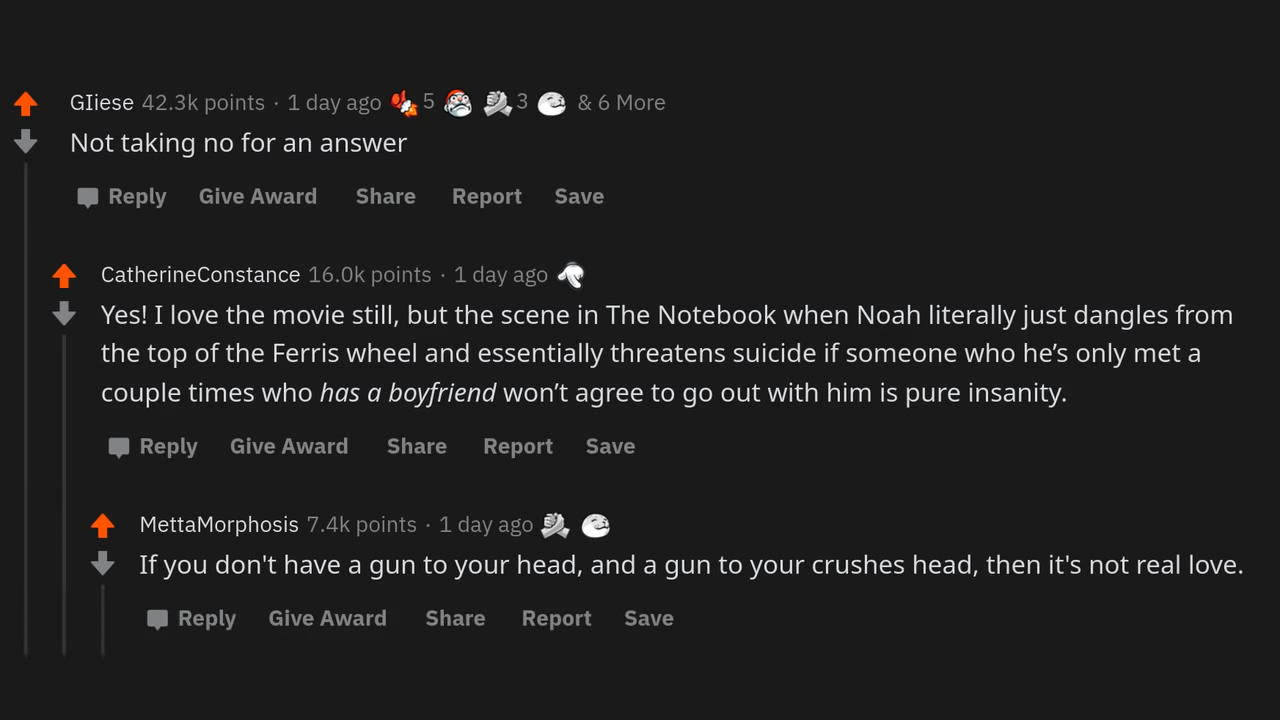 GIiese 42.3k points · 1 day ago 5 3 & 6 More
Not taking no for an answer
Reply Give Award Share Report Save
CatherineConstance 16.0k points · 1 day ago
Yes! I love the movie still, but the scene in The Notebook when Noah literally just dangles from
the top of the Ferris wheel and essentially threatens suicide if someone who he’s only met a
couple times who has a boyfriend won’t agree to go out with him is pure insanity.
Reply Give Award Share Report Save
MettaMorphosis 7.4k points · 1 day ago
If you don't have a gun to your head, and a gun to your crushes head, then it's not real love.
Reply Give Award Share Report Save